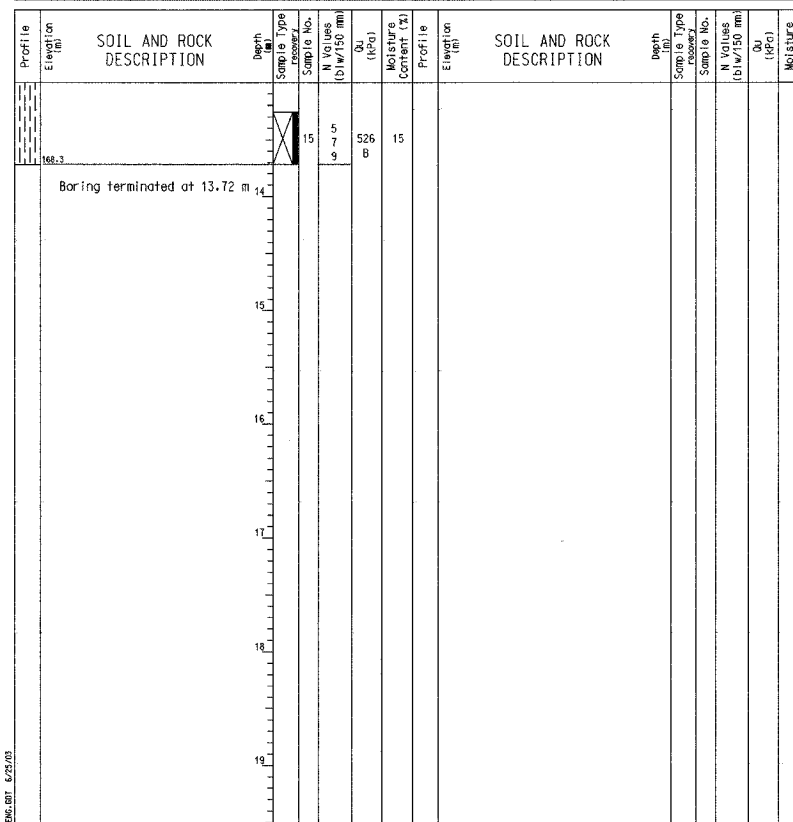 Profile
Elevation
(m)
SOIL AND ROCK
DESCRIPTION
Depth
(m)
Sample Type
recovery
Sample No.
N Values
(blw/150 mm)
Qu
(kPa)
Moisture
Content (%)
Profile
Elevation
(m)
SOIL AND ROCK
DESCRIPTION
Depth
(m)
Sample Type
recovery
Sample No.
N Values
(blw/150 mm)
Qu
(kPa)
Moisture
15
5
7
9
526
B
15
168.3
Boring terminated at 13.72 m
14
15
16
17
18
19
ENG.GDT 6/25/03